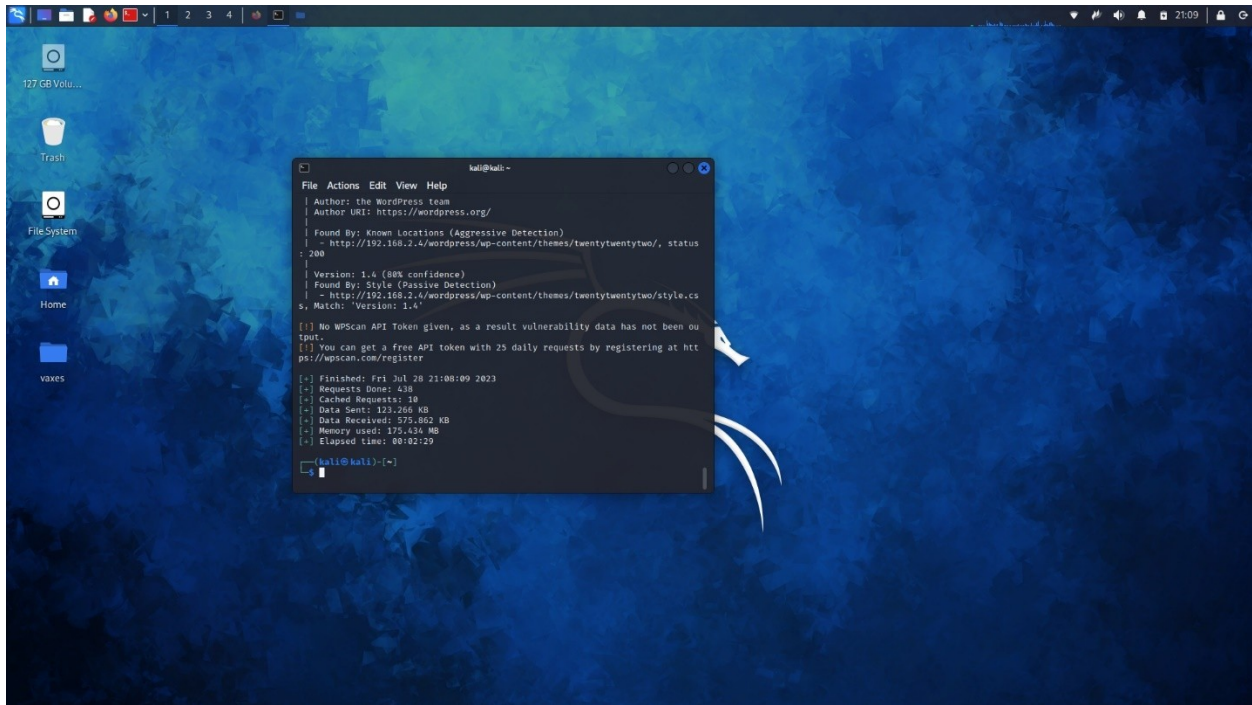 1 2 3 4
21:09
127 GB Volu...
Trash
File System
Home
vaxes
kali@kali: ~
File Actions Edit View Help
| Author: the WordPress team
| Author URI: https://wordpress.org/
|
| Found By: Known Locations (Aggressive Detection)
|  - http://192.168.2.4/wordpress/wp-content/themes/twentytwentytwo/, status
: 200
|
| Version: 1.4 (80% confidence)
| Found By: Style (Passive Detection)
|  - http://192.168.2.4/wordpress/wp-content/themes/twentytwentytwo/style.cs
s, Match: 'Version: 1.4'
[!] No WPScan API Token given, as a result vulnerability data has not been ou
tput.
[!] You can get a free API token with 25 daily requests by registering at htt
ps://wpscan.com/register
[+] Finished: Fri Jul 28 21:08:09 2023
[+] Requests Done: 438
[+] Cached Requests: 10
[+] Data Sent: 123.266 KB
[+] Data Received: 575.862 KB
[+] Memory used: 175.434 MB
[+] Elapsed time: 00:02:29
┌──(kali㉿kali)-[~]
└─$